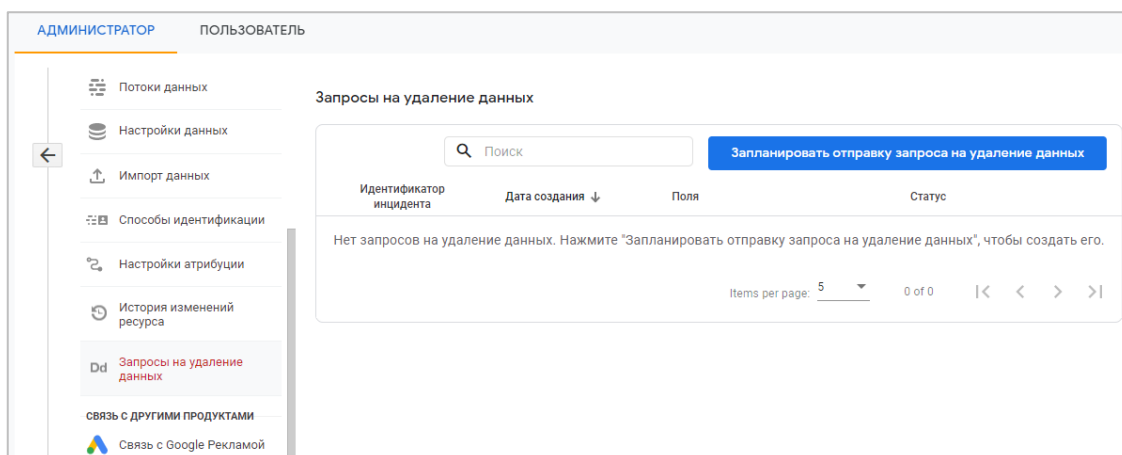 АДМИНИСТРАТОР ПОЛЬЗОВАТЕЛЬ
Потоки данных
Настройки данных
Импорт данных
Способы идентификации
Настройки атрибуции
История изменений
ресурса
Dd Запросы на удаление
данных
СВЯЗЬ С ДРУГИМИ ПРОДУКТАМИ
Связь с Google Рекламой
Запросы на удаление данных
Поиск Запланировать отправку запроса на удаление данных
Идентификатор
инцидента Дата создания Поля Статус
Нет запросов на удаление данных. Нажмите "Запланировать отправку запроса на удаление данных", чтобы создать его.
Items per page: 5 0 of 0